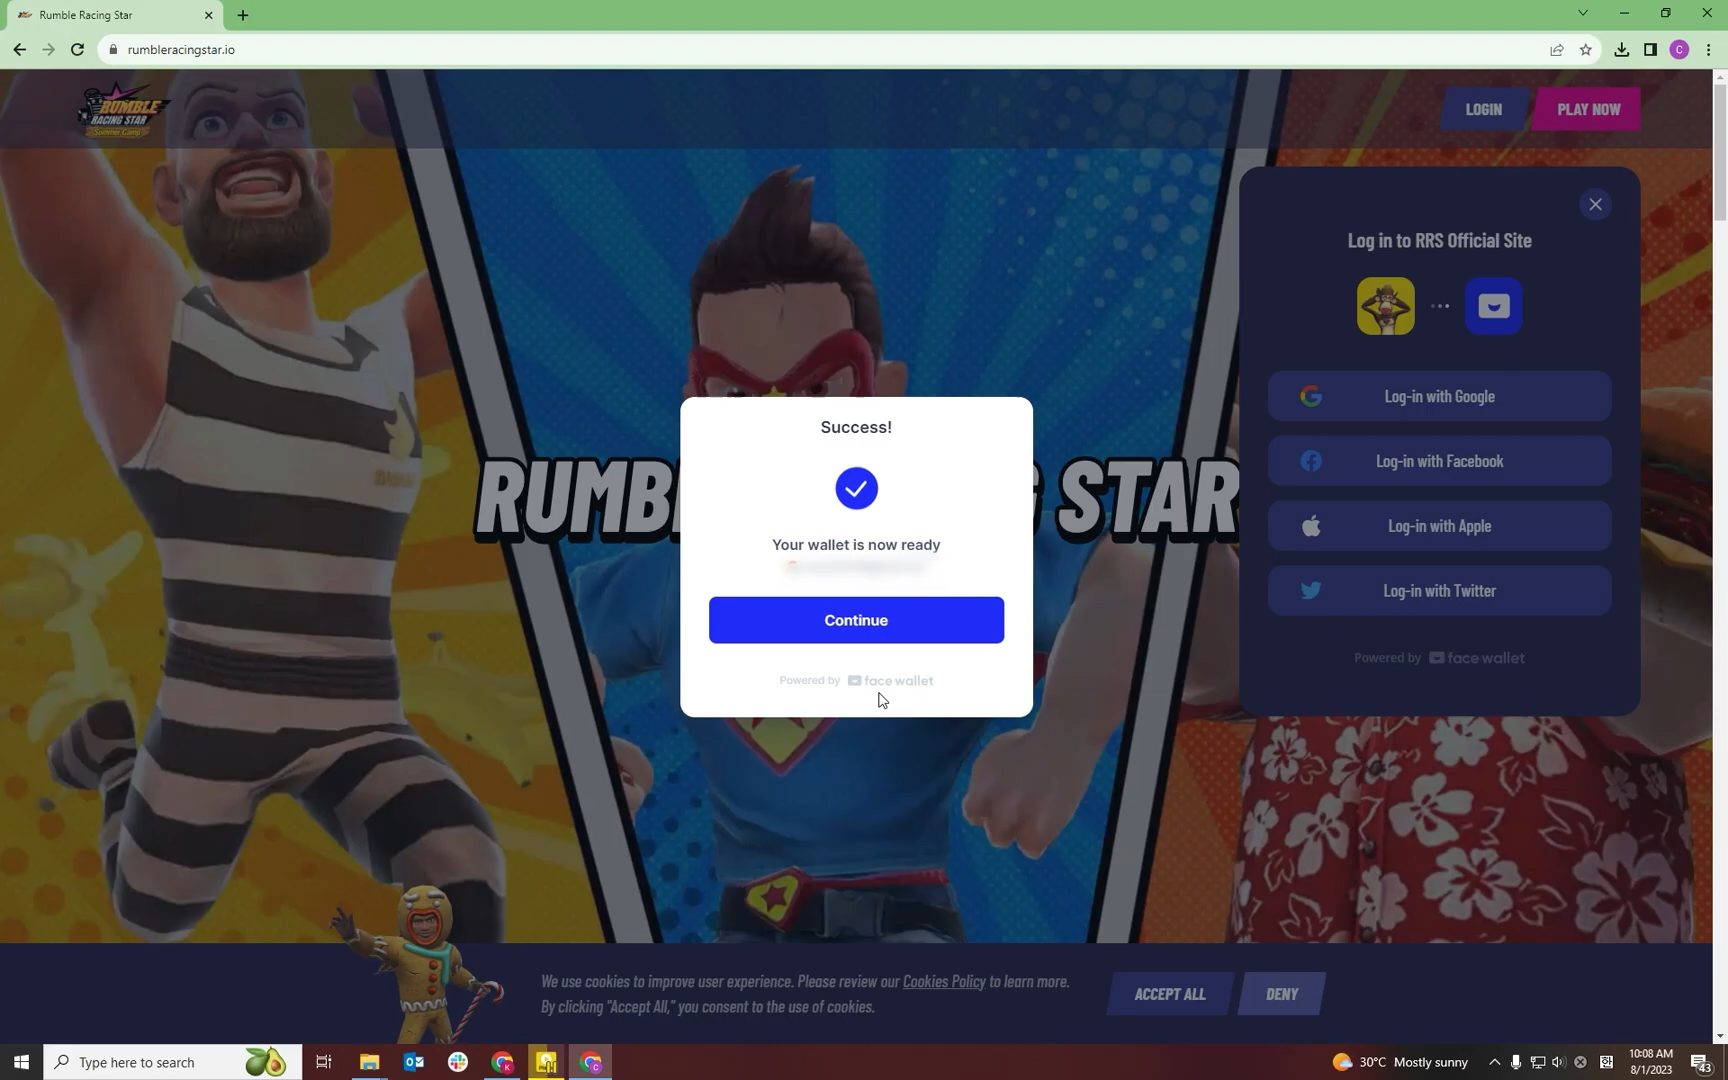 Rumble Racing Star
rumbleracingstar.io
C
RUMBLE
RACING STAR
Summer Camp
LOGIN
PLAY NOW
Log in to RRS Official Site
Log-in with Google
Log-in with Facebook
Log-in with Apple
Log-in with Twitter
Powered by face wallet
STAR
Success!
Your wallet is now ready
Continue
Powered by face wallet
We use cookies to improve user experience. Please review our Cookies Policy to learn more.
By clicking "Accept All," you consent to the use of cookies.
ACCEPT ALL
DENY
Type here to search
30°C Mostly sunny
10:08 AM
8/1/2023
43